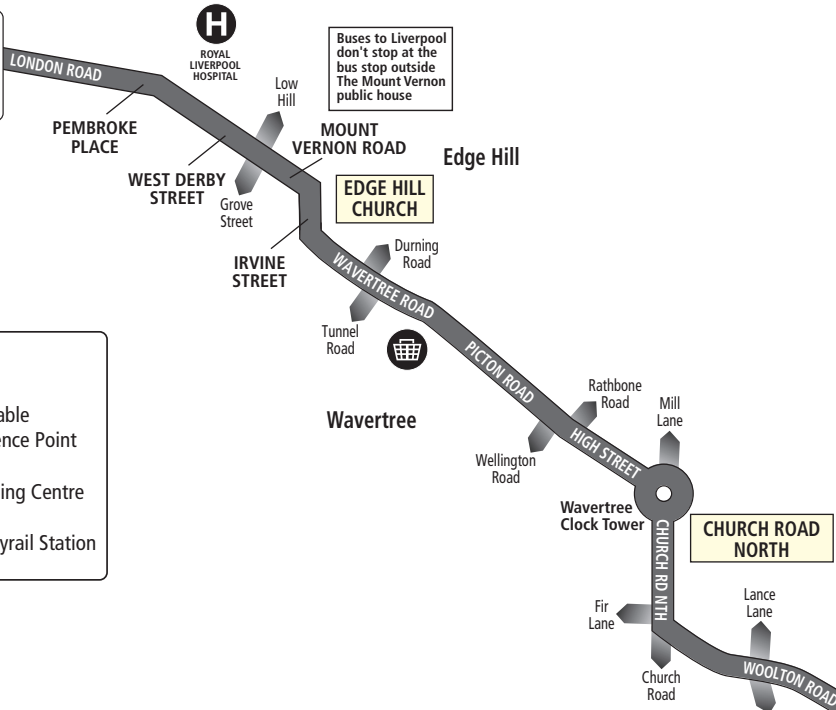 H
ROYAL
LIVERPOOL
HOSPITAL
Buses to Liverpool
don't stop at the
bus stop outside
The Mount Vernon
public house
LONDON ROAD
PEMBROKE
PLACE
Low
Hill
MOUNT
VERNON ROAD
Edge Hill
WEST DERBY
STREET
Grove
Street
EDGE HILL
CHURCH
IRVINE
STREET
Durning
Road
WAVERTREE ROAD
Tunnel
Road
PICTON ROAD
Wavertree
Rathbone
Road
Mill
Lane
HIGH STREET
Wellington
Road
able
ence Point
ing Centre
yrail Station
Wavertree
Clock Tower
CHURCH ROAD
NORTH
CHURCH RD NTH
Fir
Lane
Lance
Lane
Church
Road
WOOLTON ROAD